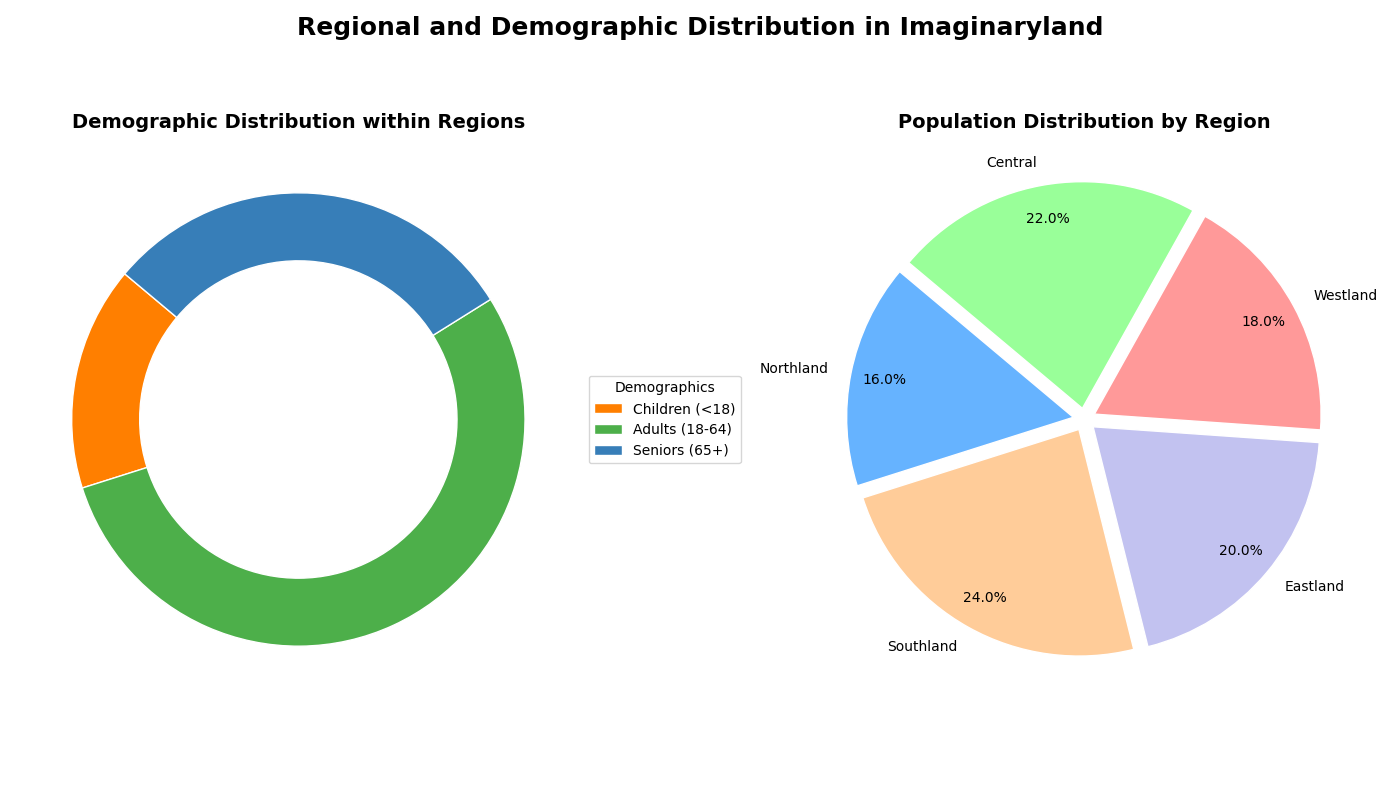 Regional and Demographic Distribution in Imaginaryland
Demographic Distribution within Regions
Demographics
Children (<18)
Adults (18-64)
Seniors (65+)
Population Distribution by Region
Central
22.0%
Westland
18.0%
Northland
16.0%
20.0%
Eastland
24.0%
Southland